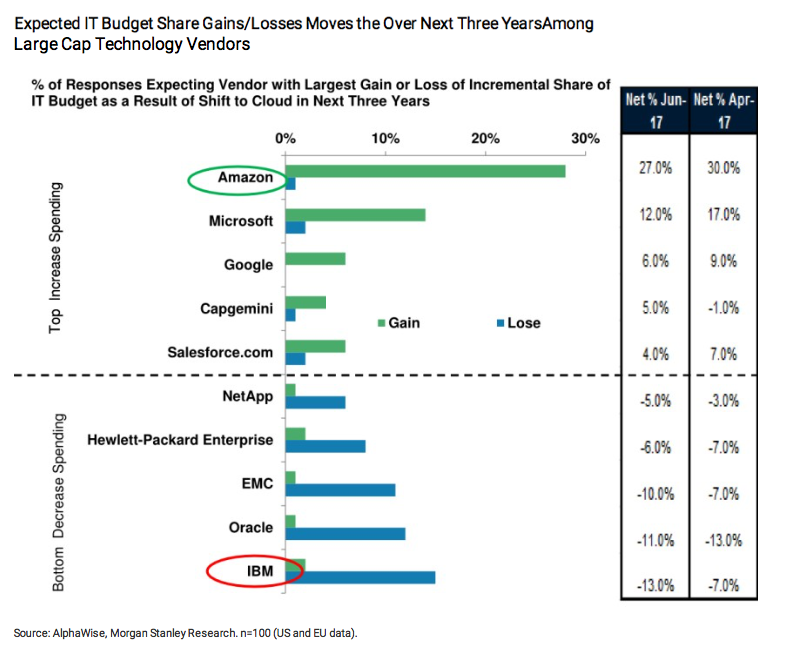 Expected IT Budget Share Gains/Losses Moves the Over Next Three YearsAmong
Large Cap Technology Vendors
% of Responses Expecting Vendor with Largest Gain or Loss of Incremental Share of
IT Budget as a Result of Shift to Cloud in Next Three Years
Net % Jun-17 Net % Apr-17
0% 10% 20% 30%
Top Increase Spending
Amazon 27.0% 30.0%
Microsoft 12.0% 17.0%
Google 6.0% 9.0%
Capgemini 5.0% -1.0%
Gain Lose
Salesforce.com 4.0% 7.0%
Bottom Decrease Spending
NetApp -5.0% -3.0%
Hewlett-Packard Enterprise -6.0% -7.0%
EMC -10.0% -7.0%
Oracle -11.0% -13.0%
IBM -13.0% -7.0%
Source: AlphaWise, Morgan Stanley Research. n=100 (US and EU data).